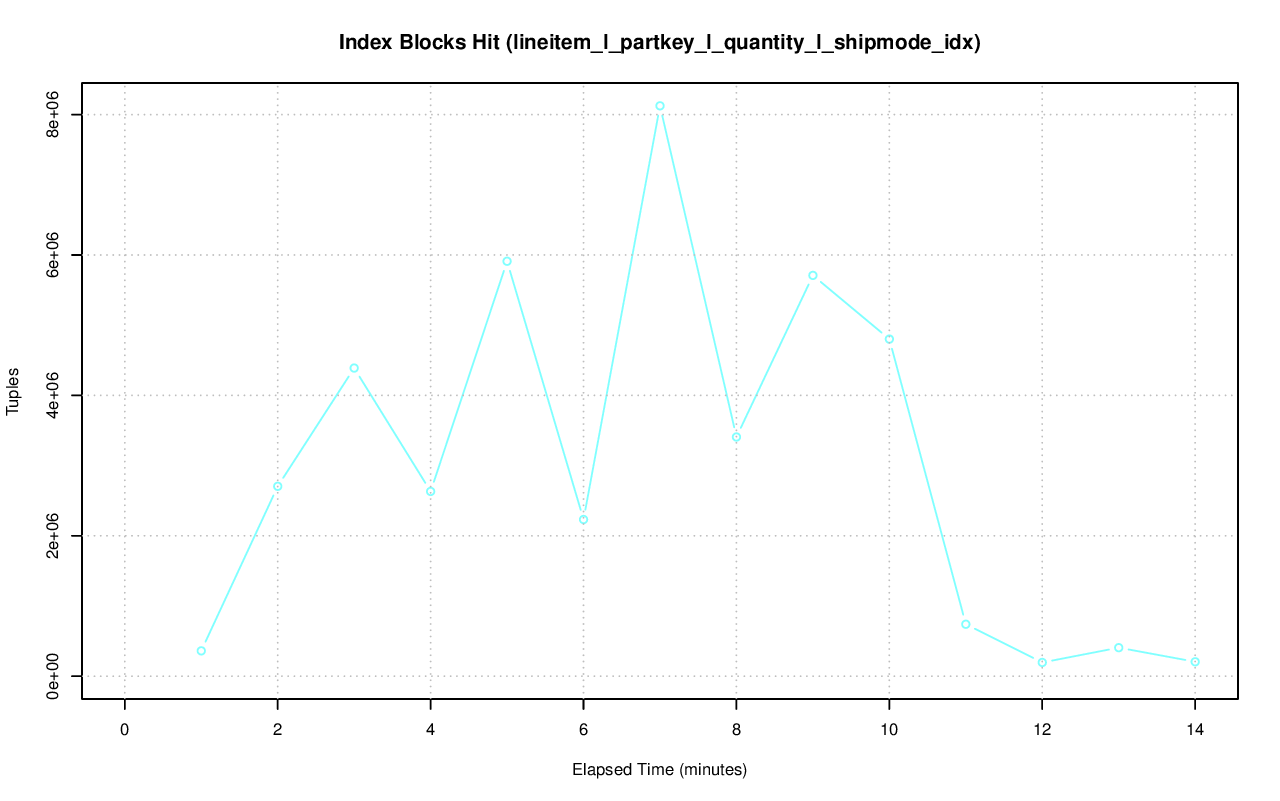 Index Blocks Hit (lineitem_l_partkey_l_quantity_l_shipmode_idx)
8e+06
6e+06
4e+06
2e+06
0e+00
Tuples
0 2 4 6 8 10 12 14
Elapsed Time (minutes)